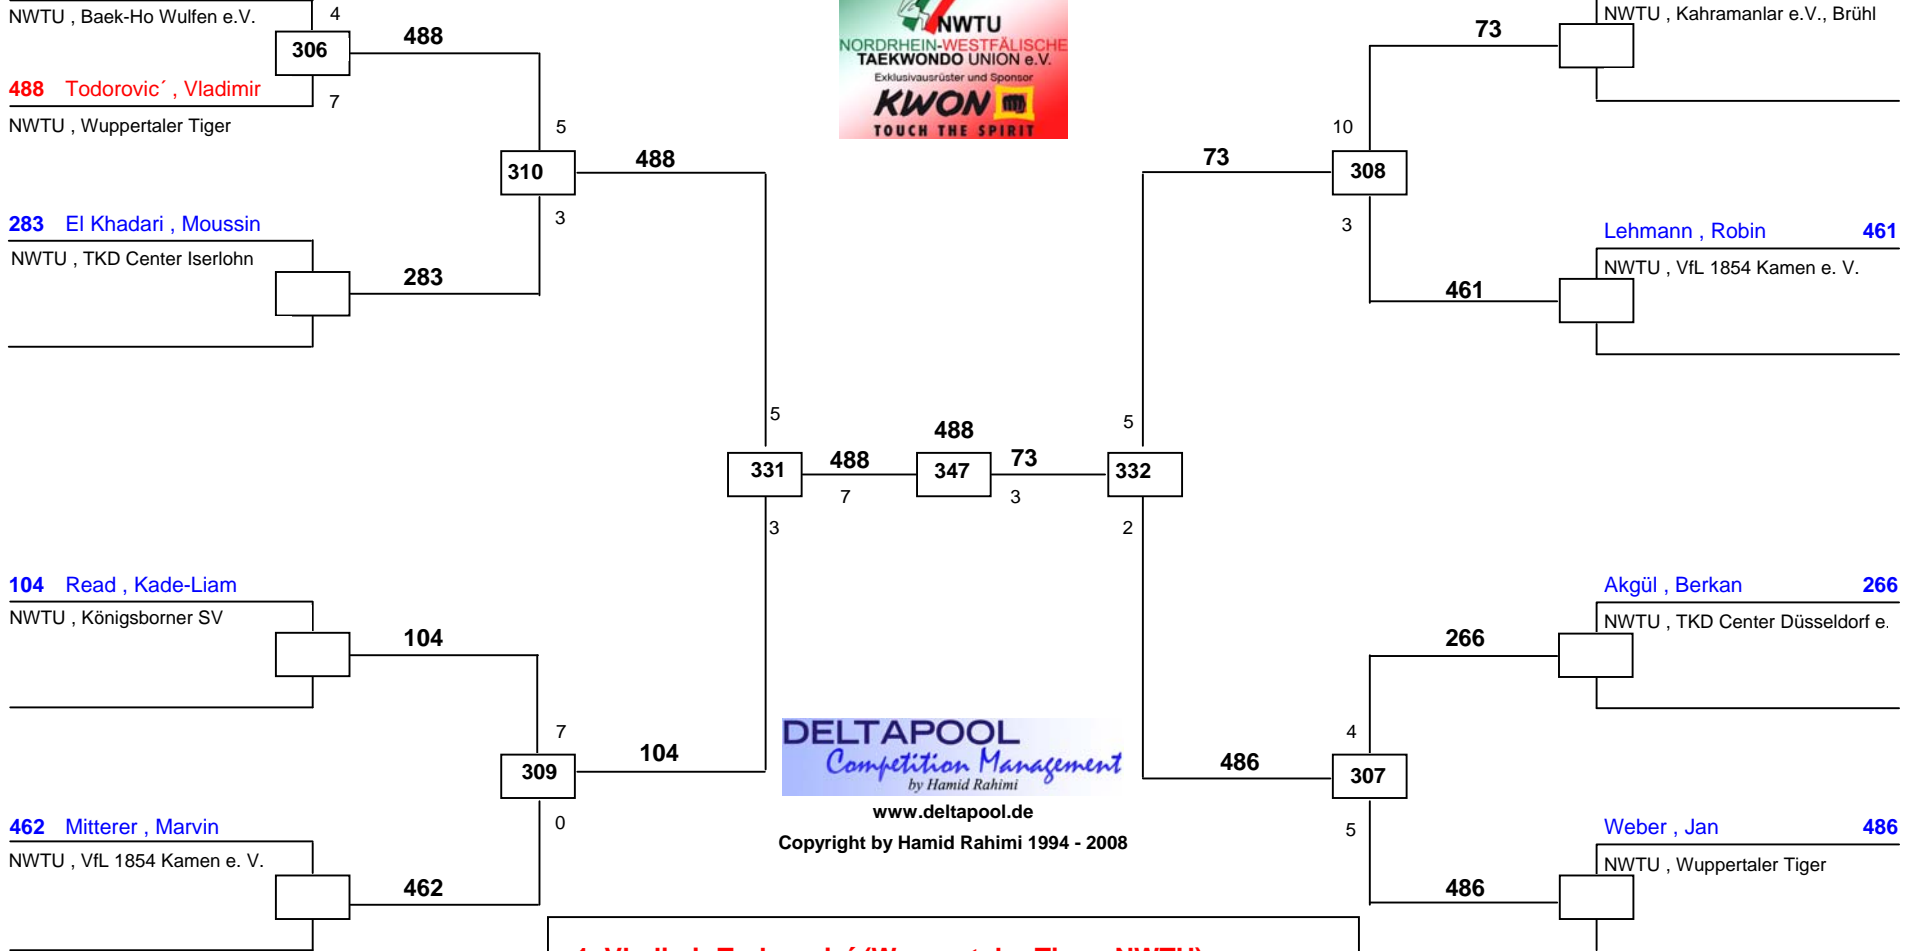 NWTU , Baek-Ho Wulfen e.V.
4
306
488
488 Todorovic´ , Vladimir
7
NWTU , Wuppertaler Tiger
5
310
488
3
283 El Khadari , Moussin
NWTU , TKD Center Iserlohn
283
NWTU
NORDRHEIN-WESTFÄLISCHE
TAEKWONDO UNION e.V.
Exklusivausrüster und Sponsor
KWON
TOUCH THE SPIRIT
NWTU , Kahramanlar e.V., Brühl
73
10
73
308
3
Lehmann , Robin 461
NWTU , VfL 1854 Kamen e. V.
461
5
331
488
7
3
488
347
73
3
5
332
2
104 Read , Kade-Liam
NWTU , Königsborner SV
104
7
309
104
0
462 Mitterer , Marvin
NWTU , VfL 1854 Kamen e. V.
462
DELTAPOOL
Competition Management
by Hamid Rahimi
www.deltapool.de
Copyright by Hamid Rahimi 1994 - 2008
Akgül , Berkan 266
NWTU , TKD Center Düsseldorf e.
266
4
486
307
5
Weber , Jan 486
NWTU , Wuppertaler Tiger
486
1. Vladimir Todorovic´ (Wuppertaler Tiger, NWTU)